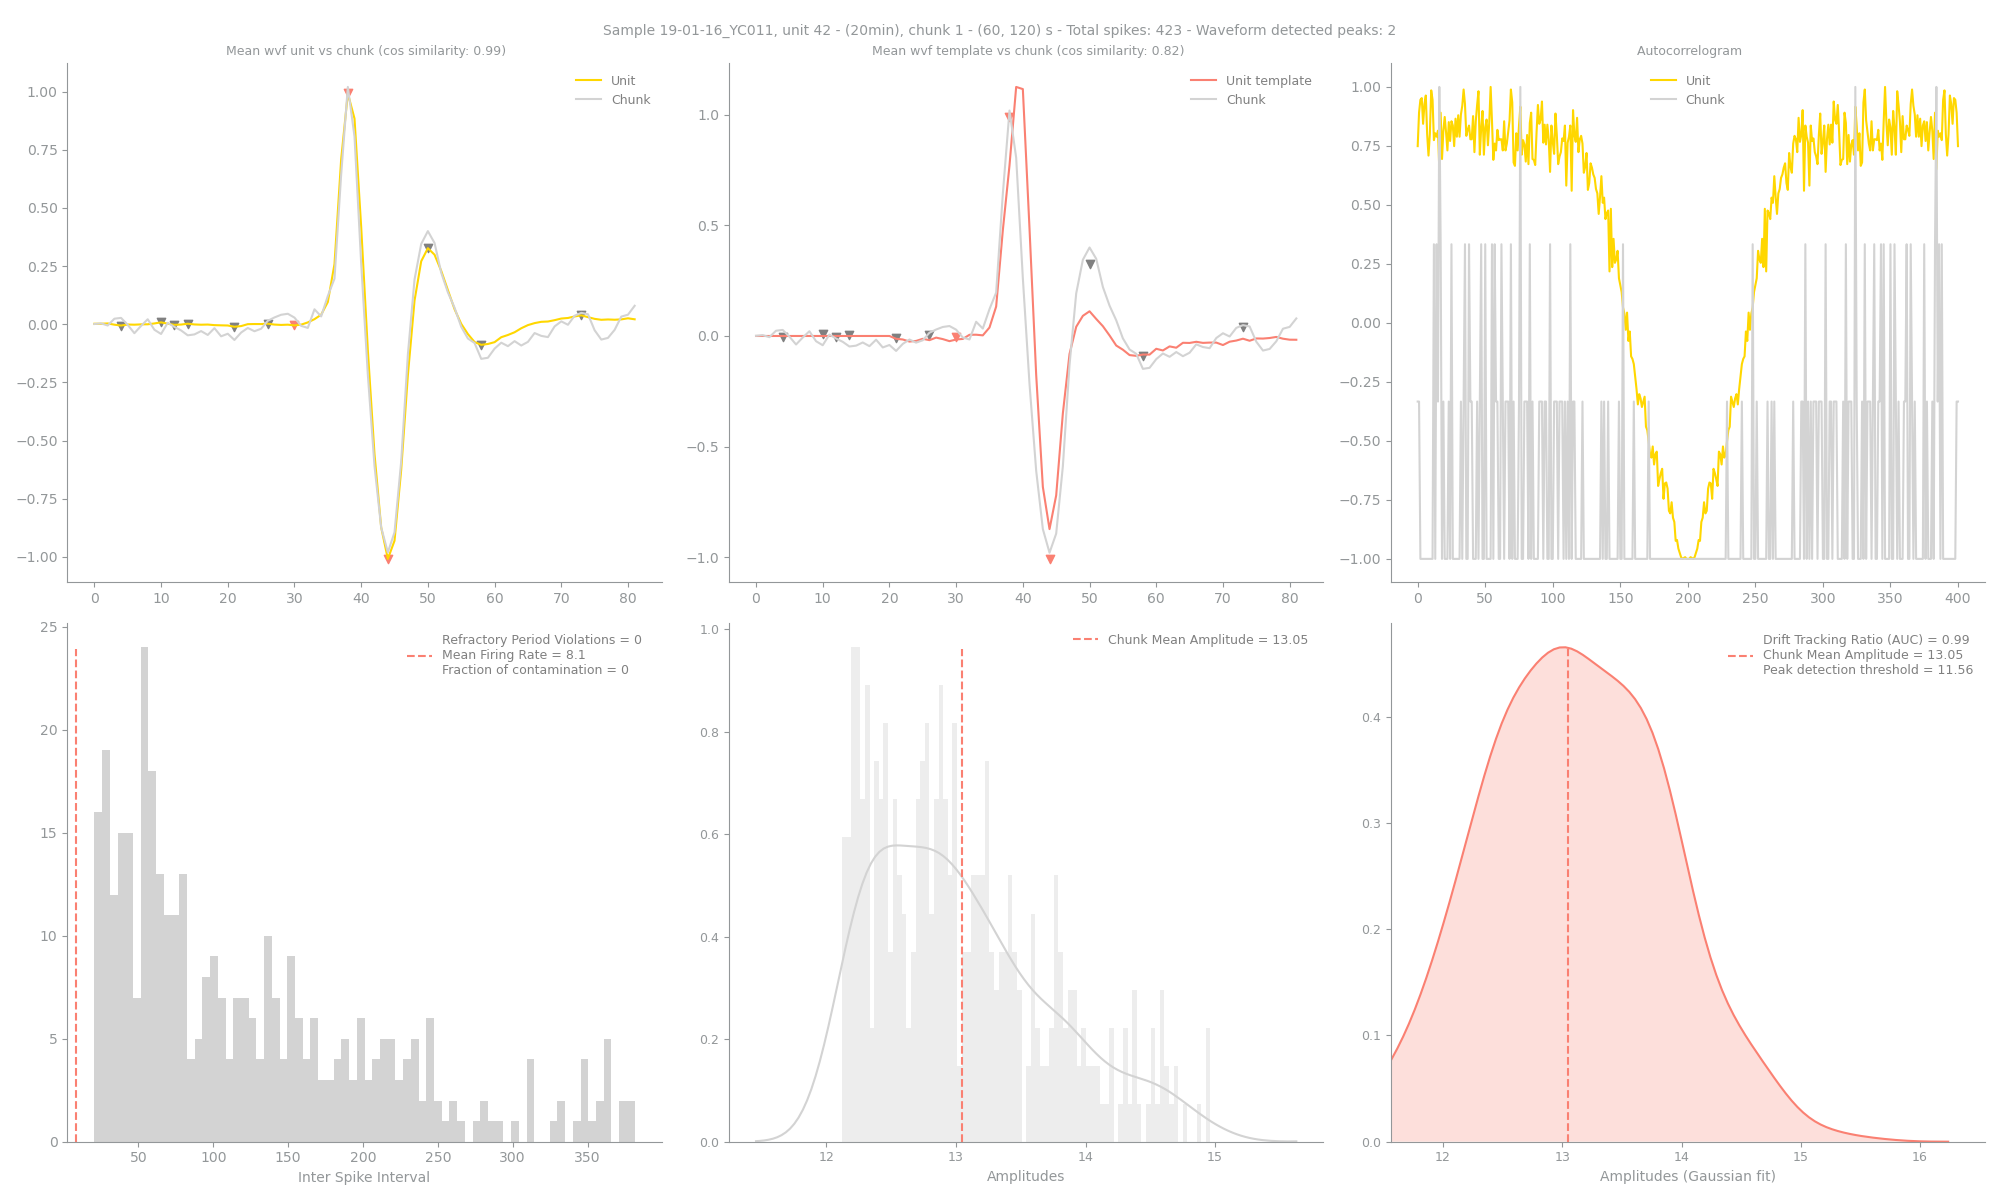 Sample 19-01-16_YC011, unit 42 - (20min), chunk 1 - (60, 120) s - Total spikes: 423 - Waveform detected peaks: 2
Mean wvf unit vs chunk (cos similarity: 0.99)
Unit
Chunk
1.00
0.75
0.50
0.25
0.00
−0.25
−0.50
−0.75
−1.00
0 10 20 30 40 50 60 70 80
Mean wvf template vs chunk (cos similarity: 0.82)
Unit template
Chunk
1.0
0.5
0.0
−0.5
−1.0
0 10 20 30 40 50 60 70 80
Autocorrelogram
Unit
Chunk
1.00
0.75
0.50
0.25
0.00
−0.25
−0.50
−0.75
−1.00
0 50 100 150 200 250 300 350 400
Refractory Period Violations = 0
Mean Firing Rate = 8.1
Fraction of contamination = 0
25
20
15
10
5
0
50 100 150 200 250 300 350
Inter Spike Interval
Chunk Mean Amplitude = 13.05
1.0
0.8
0.6
0.4
0.2
0.0
12 13 14 15
Amplitudes
Drift Tracking Ratio (AUC) = 0.99
Chunk Mean Amplitude = 13.05
Peak detection threshold = 11.56
0.4
0.3
0.2
0.1
0.0
12 13 14 15 16
Amplitudes (Gaussian fit)